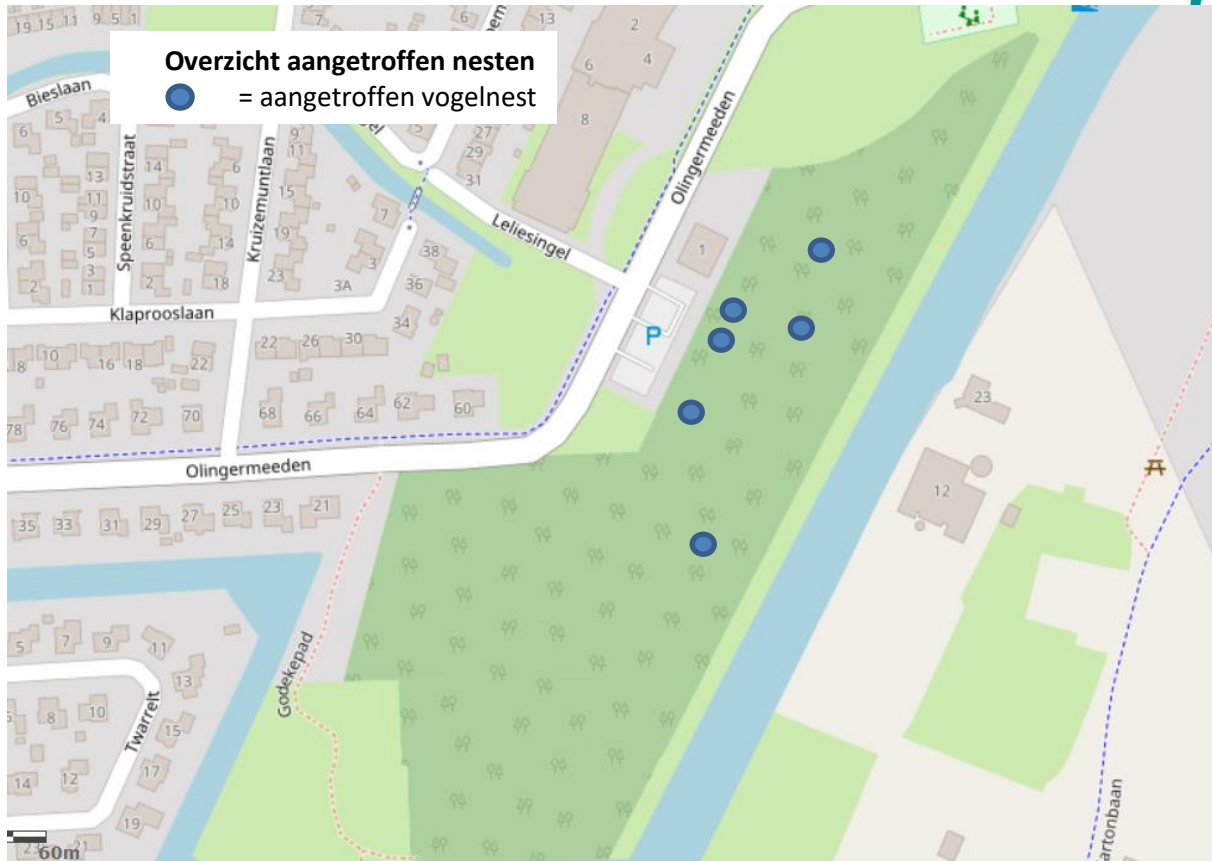 19 15 11 9 5 1
7
13
2
6
4
8
Overzicht aangetroffen nesten
= aangetroffen vogelnest
Bieslaan
6 5 4
Speenkruidstraat
Kruizemuntlaan
9
11
15
19
23
13
11
9
7
5
3
1
10
6
2
14
10
6
2
6
10
14
18
5
27
29
31
7
3
3A
38
36
34
Leliesingel
Olingermeeden
1
P
Klaprooslaan
8 10 16 18 22
22 26 30
78 76 74 72 70 68 66 64 62 60
Olingermeeden
35 33 31 29 27 25 23 21
23
12
5 7 9 11
13
15
17
19
8 10
14 12
Twarrelt
Godekepad
artonbaan
60m